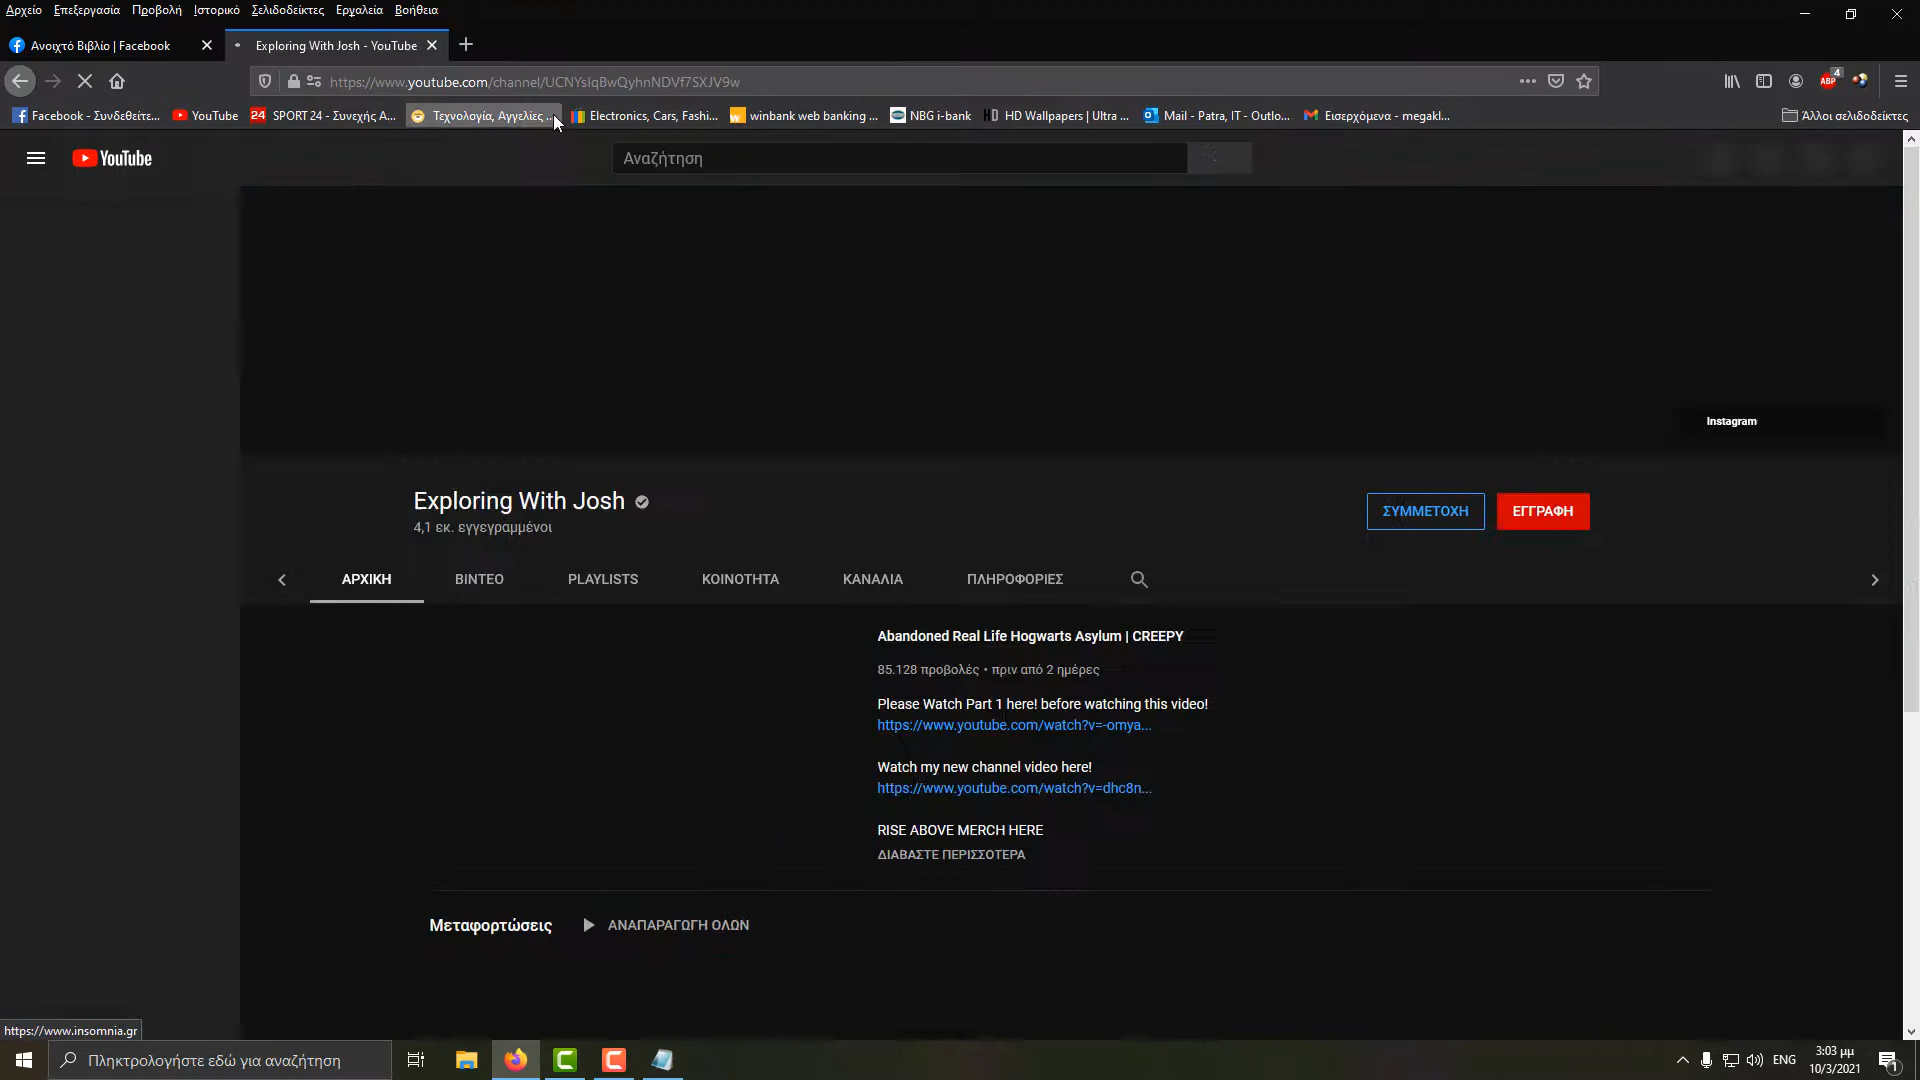 Αρχείο Επεξεργασία Προβολή Ιστορικό Σελιδοδείκτες Εργαλεία Βοήθεια
Ανοιχτό Βιβλίο | Facebook Exploring With Josh - YouTube
https://www.youtube.com/channel/UCNYsIqBwQyhnNDVf7SXJV9w
ABP 4
Facebook - Συνδεθείτε... YouTube 24 SPORT 24 - Συνεχής Α... Τεχνολογία, Αγγελίες ... Electronics, Cars, Fashi... winbank web banking ... NBG i-bank HD HD Wallpapers | Ultra ... Mail - Patra, IT - Outlo... Εισερχόμενα - megakl... Άλλοι σελιδοδείκτες
YouTube
Αναζήτηση
Instagram
Exploring With Josh
4,1 εκ. εγγεγραμμένοι
ΣΥΜΜΕΤΟΧΗ ΕΓΓΡΑΦΗ
ΑΡΧΙΚΗ ΒΙΝΤΕΟ PLAYLISTS ΚΟΙΝΟΤΗΤΑ ΚΑΝΑΛΙΑ ΠΛΗΡΟΦΟΡΙΕΣ
Abandoned Real Life Hogwarts Asylum | CREEPY
85.128 προβολές • πριν από 2 ημέρες
Please Watch Part 1 here! before watching this video!
https://www.youtube.com/watch?v=-omya...
Watch my new channel video here!
https://www.youtube.com/watch?v=dhc8n...
RISE ABOVE MERCH HERE
ΔΙΑΒΑΣΤΕ ΠΕΡΙΣΣΟΤΕΡΑ
Μεταφορτώσεις ΑΝΑΠΑΡΑΓΩΓΗ ΟΛΩΝ
https://www.insomnia.gr
Πληκτρολογήστε εδώ για αναζήτηση
ENG
3:03 μμ
10/3/2021
1